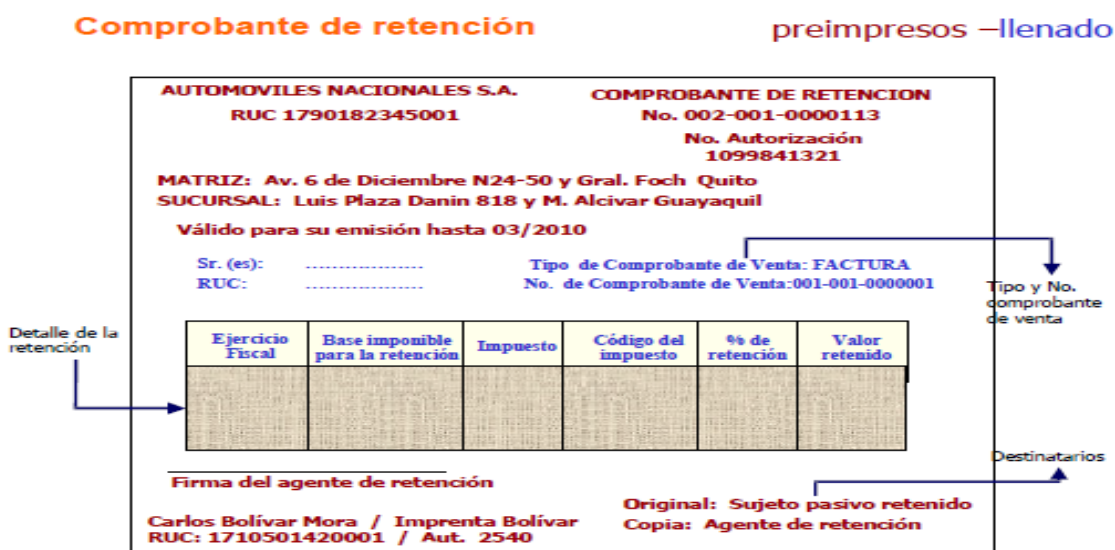 Comprobante de retención
preimpresos –llenado
AUTOMOVILES NACIONALES S.A.
RUC 1790182345001
COMPROBANTE DE RETENCION
No. 002-001-0000113
No. Autorización
1099841321
MATRIZ: Av. 6 de Diciembre N24-50 y Gral. Foch Quito
SUCURSAL: Luis Plaza Danin 818 y M. Alcivar Guayaquil
Válido para su emisión hasta 03/2010
Sr. (es): ..................
RUC: ..................
Tipo de Comprobante de Venta: FACTURA
No. de Comprobante de Venta:001-001-0000001
Tipo y No.
comprobante
de venta
Detalle de la
retención
Ejercicio
Fiscal
Base imponible
para la retención
Impuesto
Código del
impuesto
% de
retención
Valor
retenido
Destinatarios
Firma del agente de retención
Original: Sujeto pasivo retenido
Copia: Agente de retención
Carlos Bolívar Mora / Imprenta Bolívar
RUC: 1710501420001 / Aut. 2540